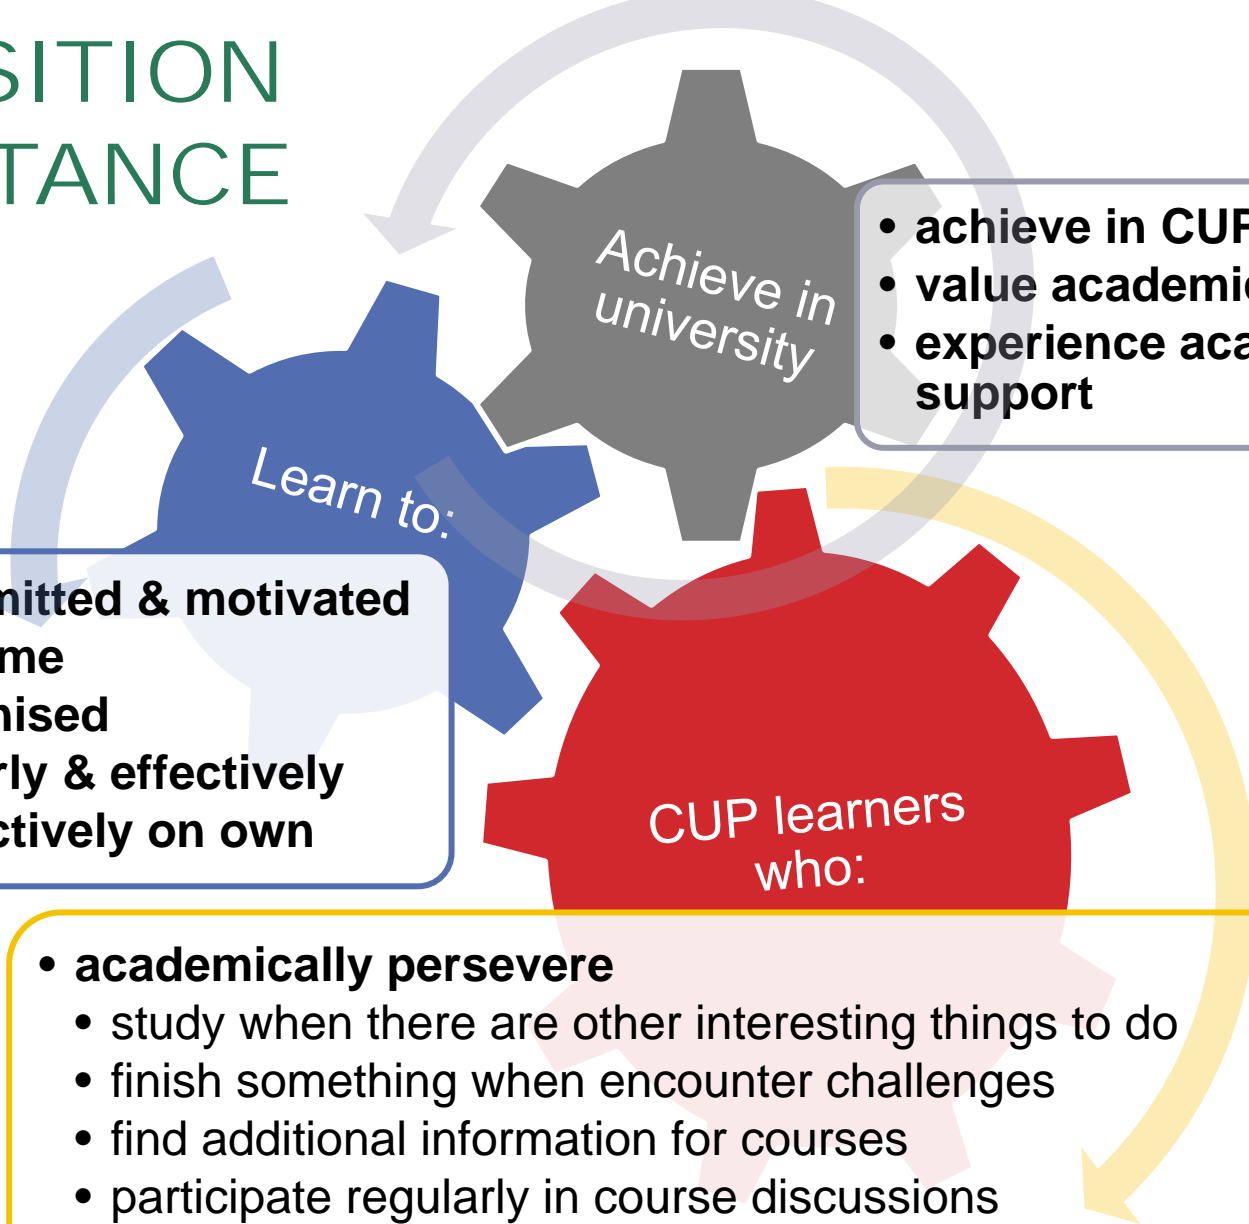 SITION
TANCE
Achieve in
university
• achieve in CUP
• value academic
• experience aca
support
Learn to:
mitted & motivated
me
nised
rly & effectively
ctively on own
CUP learners
who:
• academically persevere
• study when there are other interesting things to do
• finish something when encounter challenges
• find additional information for courses
• participate regularly in course discussions